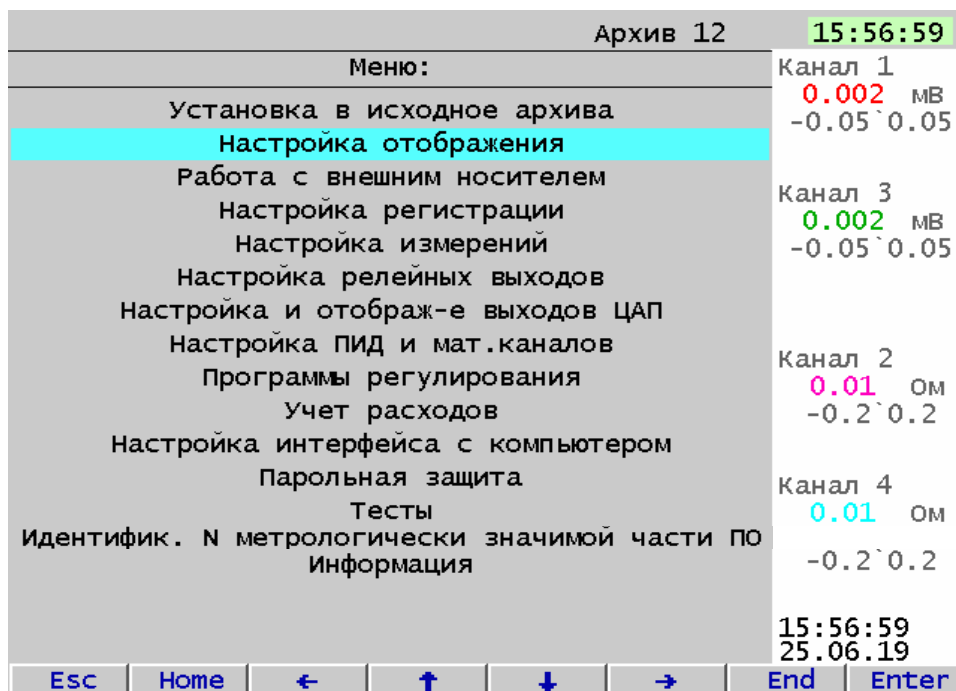 Архив 12 15:56:59
Меню:
Установка в исходное архива
Настройка отображения
Работа с внешним носителем
Настройка регистрации
Настройка измерений
Настройка релейных выходов
Настройка и отображ-е выходов ЦАП
Настройка ПИД и мат.каналов
Программы регулирования
Учет расходов
Настройка интерфейса с компьютером
Парольная защита
Тесты
Идентифик. N метрологически значимой части ПО
Информация
Канал 1
0.002 мВ
-0.05`0.05
Канал 3
0.002 мВ
-0.05`0.05
Канал 2
0.01 Ом
-0.2`0.2
Канал 4
0.01 Ом
-0.2`0.2
15:56:59
25.06.19
Esc Home ← ↑ ↓ → End Enter